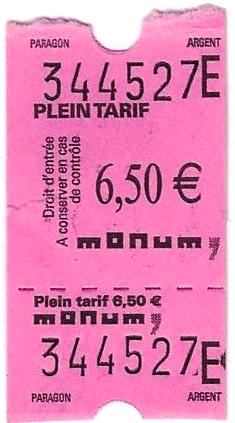 PARAGON ARGENT
344527E
PLEIN TARIF
Droit d'entrée
A conserver en cas
de contrôle
6,50 €
monum,
Plein tarif 6,50 €
monum,
344527E
PARAGON ARGENT